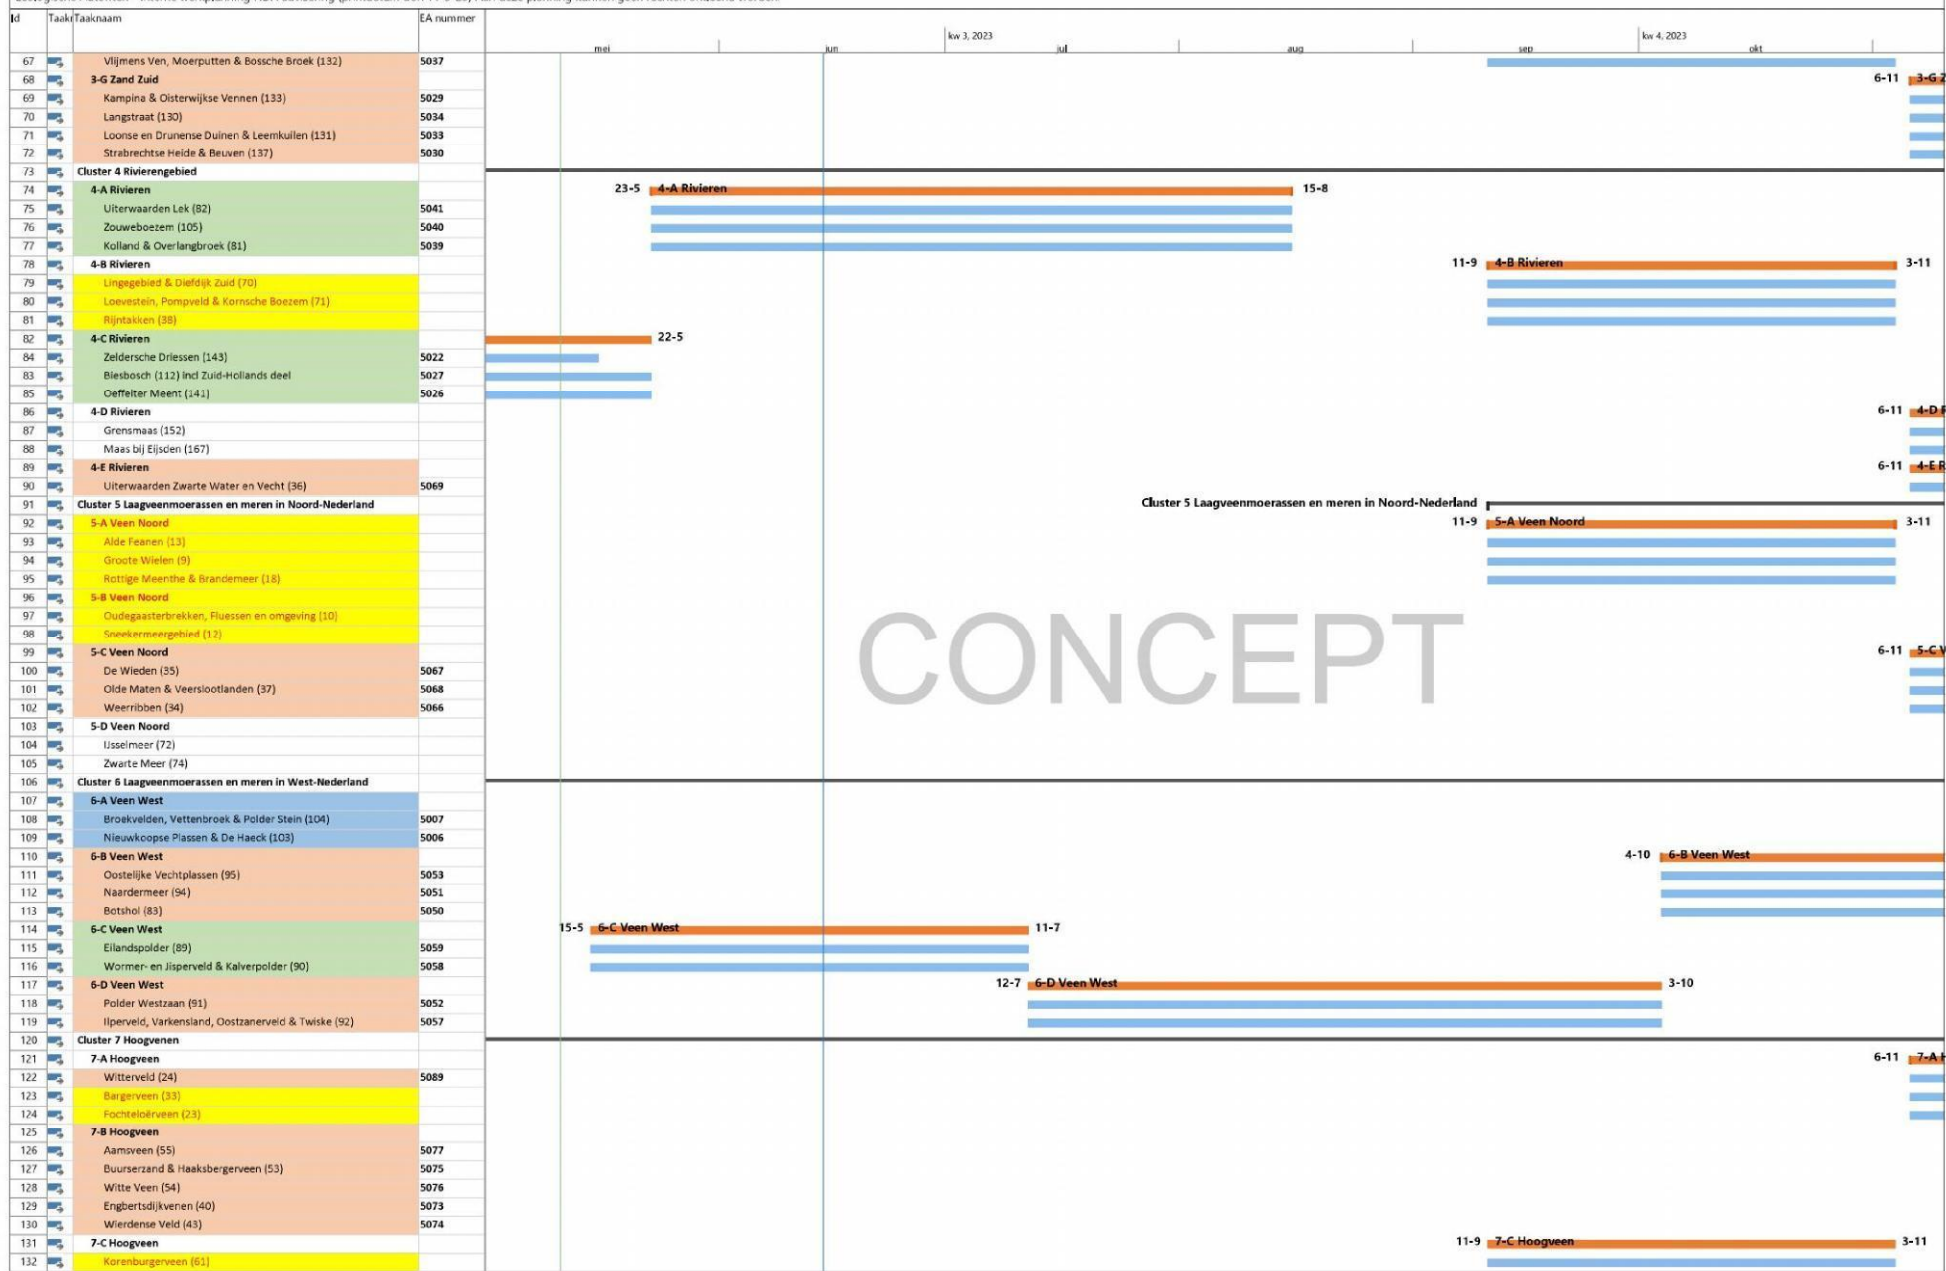 Id Taakr Taaknaam EA nummer
kw 3, 2023 kw 4, 2023
mei jun jul aug sep okt
67 Vlijmens Ven, Moerputten & Bossche Broek (132) 5037
68 3-G Zand Zuid 6-11 3-G Z
69 Kampina & Oisterwijkse Vennen (133) 5029
70 Langstraat (130) 5034
71 Loonse en Drunense Duinen & Leemkuilen (131) 5033
72 Strabrechtse Heide & Beuven (137) 5030
73 Cluster 4 Rivierengebied
74 4-A Rivieren 23-5 4-A Rivieren 15-8
75 Uiterwaarden Lek (82) 5041
76 Zouweboezem (105) 5040
77 Kolland & Overlangbroek (81) 5039
78 4-B Rivieren 11-9 4-B Rivieren 3-11
79 Lingegebied & Diefdijk Zuid (70)
80 Loevestein, Pompveld & Kornsche Boezem (71)
81 Rijntakken (38)
82 4-C Rivieren 22-5
84 Zeldersche Driessen (143) 5022
83 Biesbosch (112) incl Zuid-Hollands deel 5027
85 Oeffelter Meent (141) 5026
86 4-D Rivieren 6-11 4-D R
87 Grensmaas (152)
88 Maas bij Eijsden (167)
89 4-E Rivieren 6-11 4-E R
90 Uiterwaarden Zwarte Water en Vecht (36) 5069
91 Cluster 5 Laagveenmoerassen en meren in Noord-Nederland Cluster 5 Laagveenmoerassen en meren in Noord-Nederland
92 5-A Veen Noord 11-9 5-A Veen Noord 3-11
93 Alde Feanen (13)
94 Groote Wielen (9)
95 Rottige Meenthe & Brandemeer (18)
96 5-B Veen Noord
97 Oudegaasterbrekken, Fluessen en omgeving (10)
98 Sneekermeergebied (12)
99 5-C Veen Noord 6-11 5-C V
100 De Wieden (35) 5067
101 Olde Maten & Veerslootlanden (37) 5068
102 Weerribben (34) 5066
103 5-D Veen Noord
104 IJsselmeer (72)
105 Zwarte Meer (74)
CONCEPT
106 Cluster 6 Laagveenmoerassen en meren in West-Nederland
107 6-A Veen West
108 Broekvelden, Vettenbroek & Polder Stein (104) 5007
109 Nieuwkoopse Plassen & De Haeck (103) 5006
110 6-B Veen West 4-10 6-B Veen West
111 Oostelijke Vechtplassen (95) 5053
112 Naardermeer (94) 5051
113 Botshol (83) 5050
114 6-C Veen West 15-5 6-C Veen West 11-7
115 Eilandspolder (89) 5059
116 Wormer- en Jisperveld & Kalverpolder (90) 5058
117 6-D Veen West 12-7 6-D Veen West 3-10
118 Polder Westzaan (91) 5052
119 Ilperveld, Varkensland, Oostzanerveld & Twiske (92) 5057
120 Cluster 7 Hoogvenen
121 7-A Hoogveen 6-11 7-A H
122 Witterveld (24) 5089
123 Bargerveen (33)
124 Fochteloërveen (23)
125 7-B Hoogveen
126 Aamsveen (55) 5077
127 Buurserzand & Haaksbergerveen (53) 5075
128 Witte Veen (54) 5076
129 Engbertsdijkvenen (40) 5073
130 Wierdense Veld (43) 5074
131 7-C Hoogveen 11-9 7-C Hoogveen 3-11
132 Korenburgerveen (61)